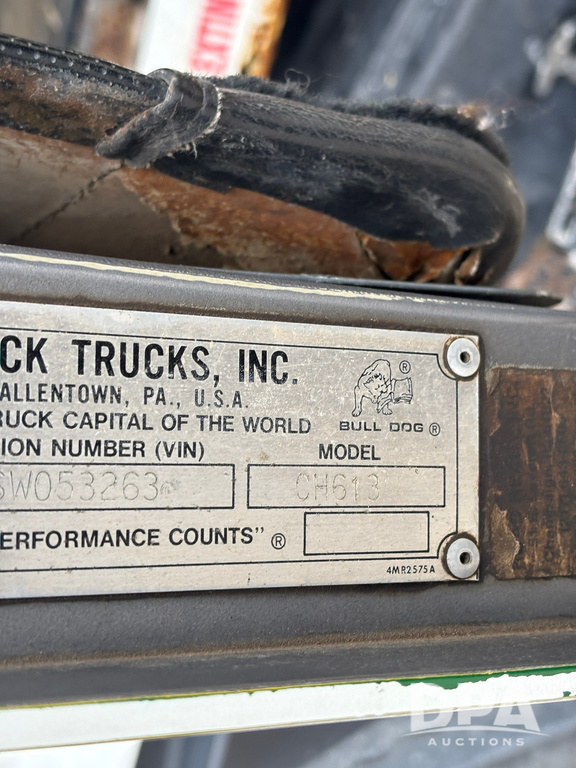 EXTIN
CK TRUCKS, INC.
ALLENTOWN, PA., U.S.A.
RUCK CAPITAL OF THE WORLD
BULL DOG ®
ION NUMBER (VIN)
MODEL
SW053263
CH613
ERFORMANCE COUNTS" ®
4MR2575A
DPA
AUCTIONS